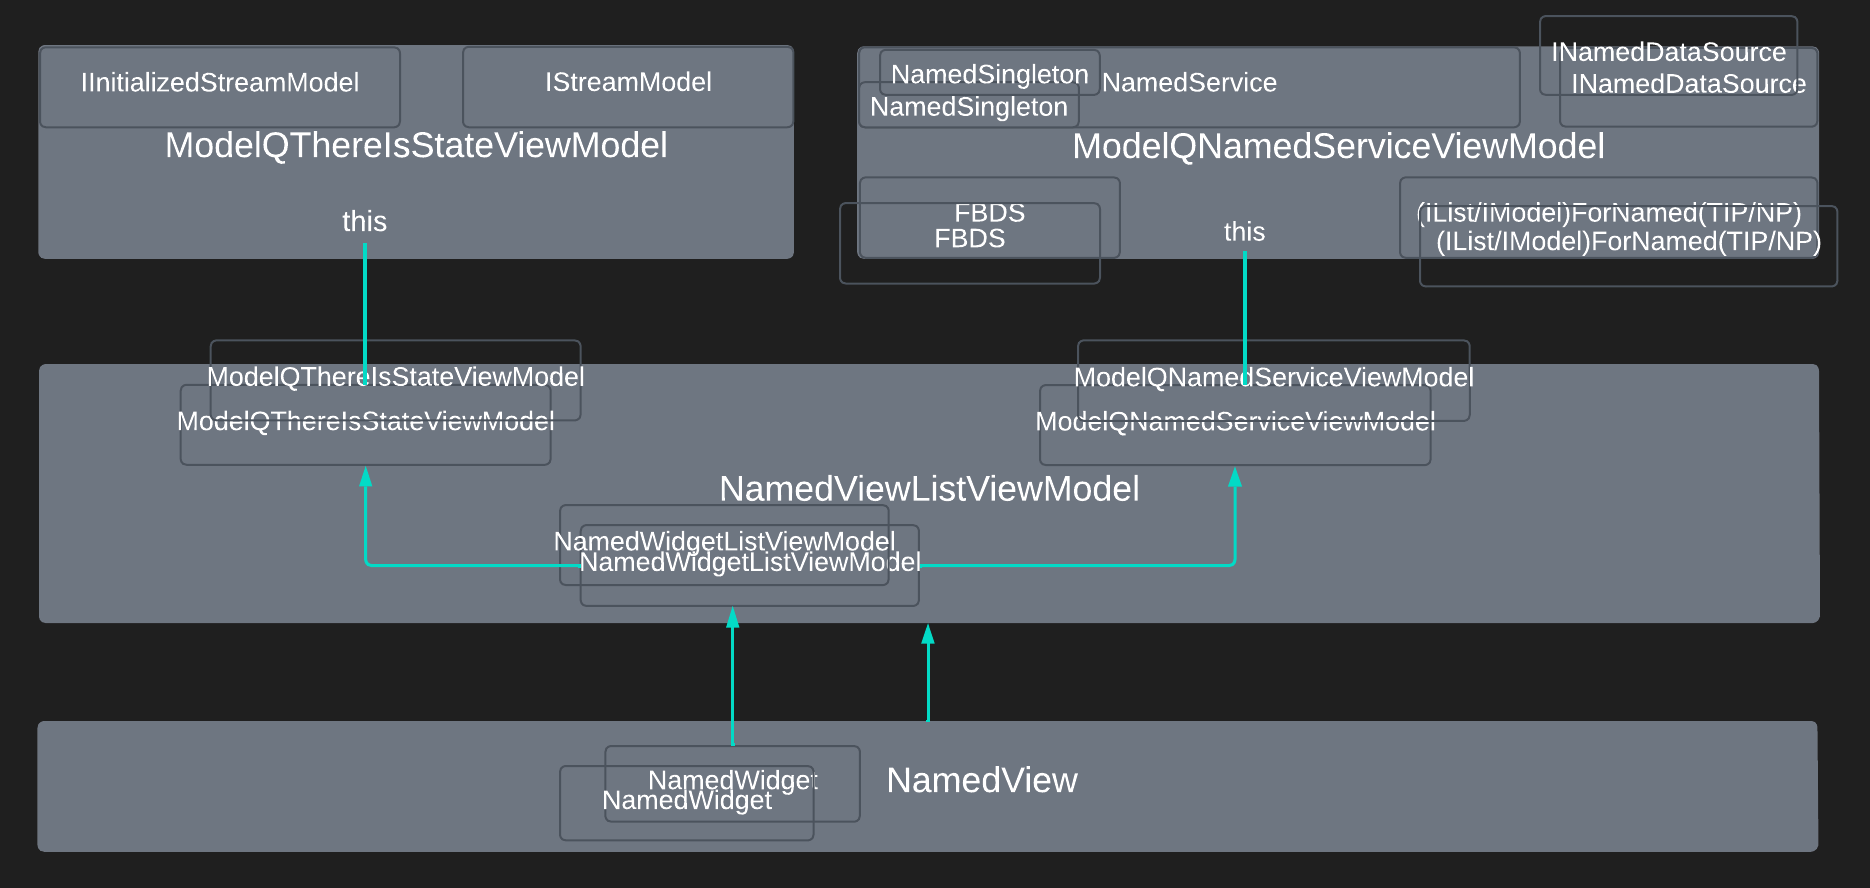 IInitializedStreamModel
IStreamModel
ModelQThereIsStateViewModel
this
NamedSingleton
NamedSingleton
NamedService
INamedDataSource
INamedDataSource
ModelQNamedServiceViewModel
FBDS
FBDS
this
(IList/IModel)ForNamed(TIP/NP)
(IList/IModel)ForNamed(TIP/NP)
ModelQThereIsStateViewModel
ModelQThereIsStateViewModel
ModelQNamedServiceViewModel
ModelQNamedServiceViewModel
NamedViewListViewModel
NamedWidgetListViewModel
NamedWidgetListViewModel
NamedWidget
NamedWidget
NamedView